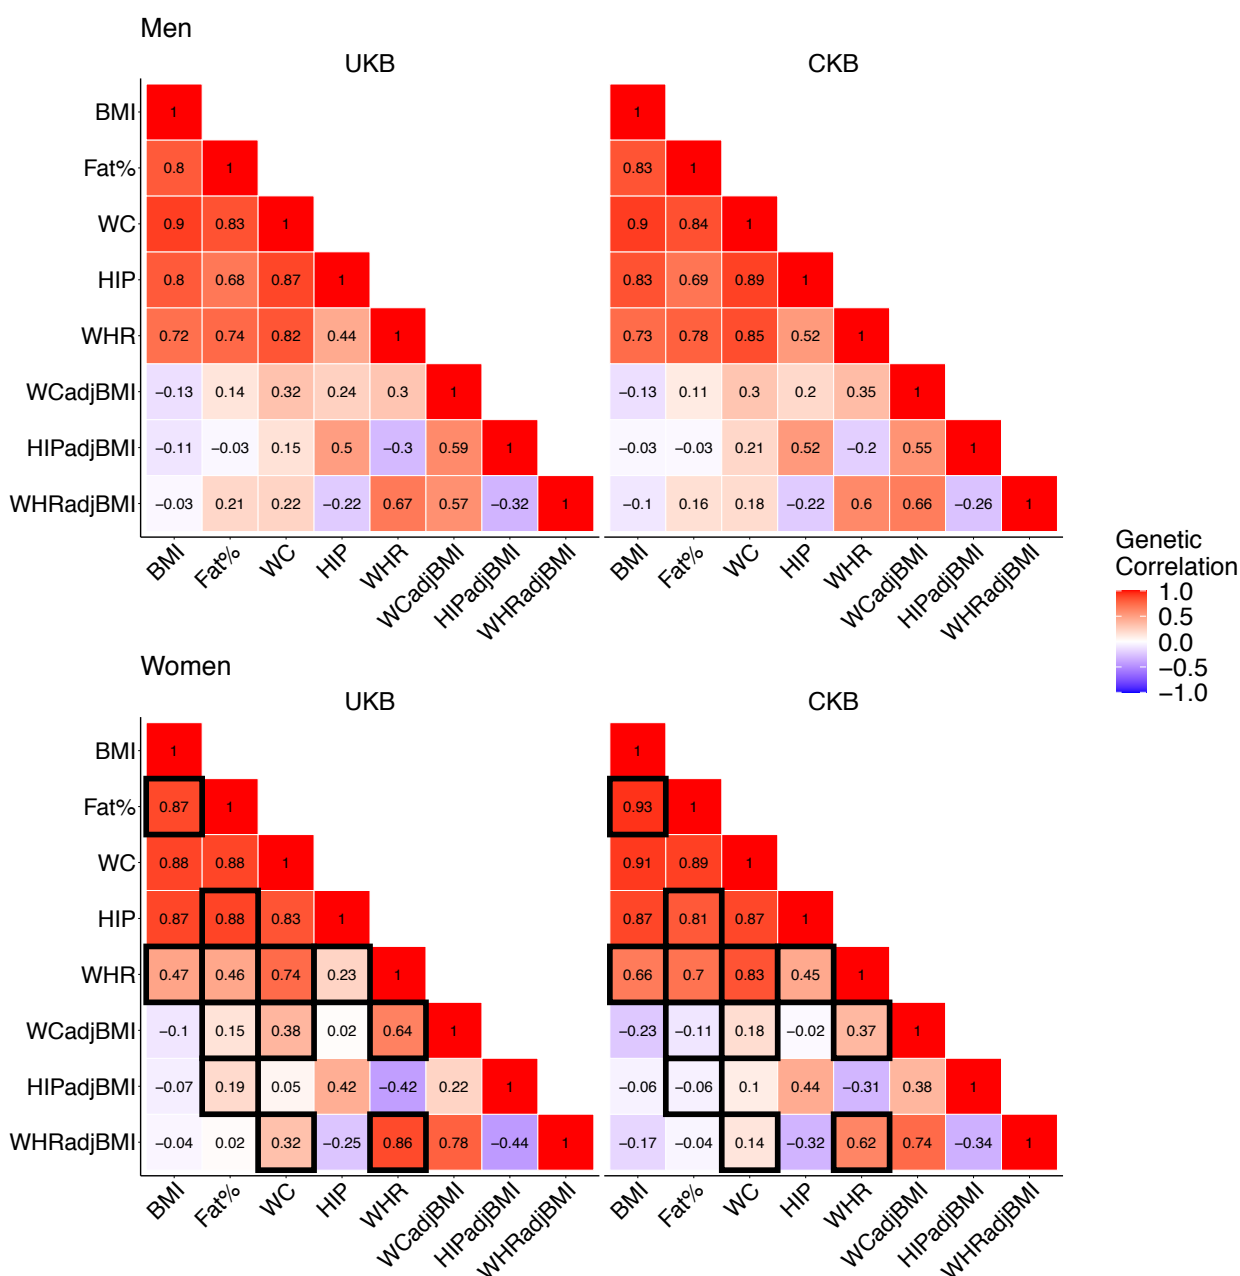 Men
UKB CKB
BMI 1 1
Fat% 0.8 1 0.83 1
WC 0.9 0.83 1 0.9 0.84 1
HIP 0.8 0.68 0.87 1 0.83 0.69 0.89 1
WHR 0.72 0.74 0.82 0.44 1 0.73 0.78 0.85 0.52 1
WCadjBMI −0.13 0.14 0.32 0.24 0.3 1 −0.13 0.11 0.3 0.2 0.35 1
HIPadjBMI −0.11 −0.03 0.15 0.5 −0.3 0.59 1 −0.03 −0.03 0.21 0.52 −0.2 0.55 1
WHRadjBMI −0.03 0.21 0.22 −0.22 0.67 0.57 −0.32 1 −0.1 0.16 0.18 −0.22 0.6 0.66 −0.26 1
BMI Fat% WC HIP WHR WCadjBMI HIPadjBMI WHRadjBMI BMI Fat% WC HIP WHR WCadjBMI HIPadjBMI WHRadjBMI
Genetic
Correlation
1.0
0.5
0.0
−0.5
−1.0
Women
UKB CKB
BMI 1 1
Fat% 0.87 1 0.93 1
WC 0.88 0.88 1 0.91 0.89 1
HIP 0.87 0.88 0.83 1 0.87 0.81 0.87 1
WHR 0.47 0.46 0.74 0.23 1 0.66 0.7 0.83 0.45 1
WCadjBMI −0.1 0.15 0.38 0.02 0.64 1 −0.23 −0.11 0.18 −0.02 0.37 1
HIPadjBMI −0.07 0.19 0.05 0.42 −0.42 0.22 1 −0.06 −0.06 0.1 0.44 −0.31 0.38 1
WHRadjBMI −0.04 0.02 0.32 −0.25 0.86 0.78 −0.44 1 −0.17 −0.04 0.14 −0.32 0.62 0.74 −0.34 1
BMI Fat% WC HIP WHR WCadjBMI HIPadjBMI WHRadjBMI BMI Fat% WC HIP WHR WCadjBMI HIPadjBMI WHRadjBMI